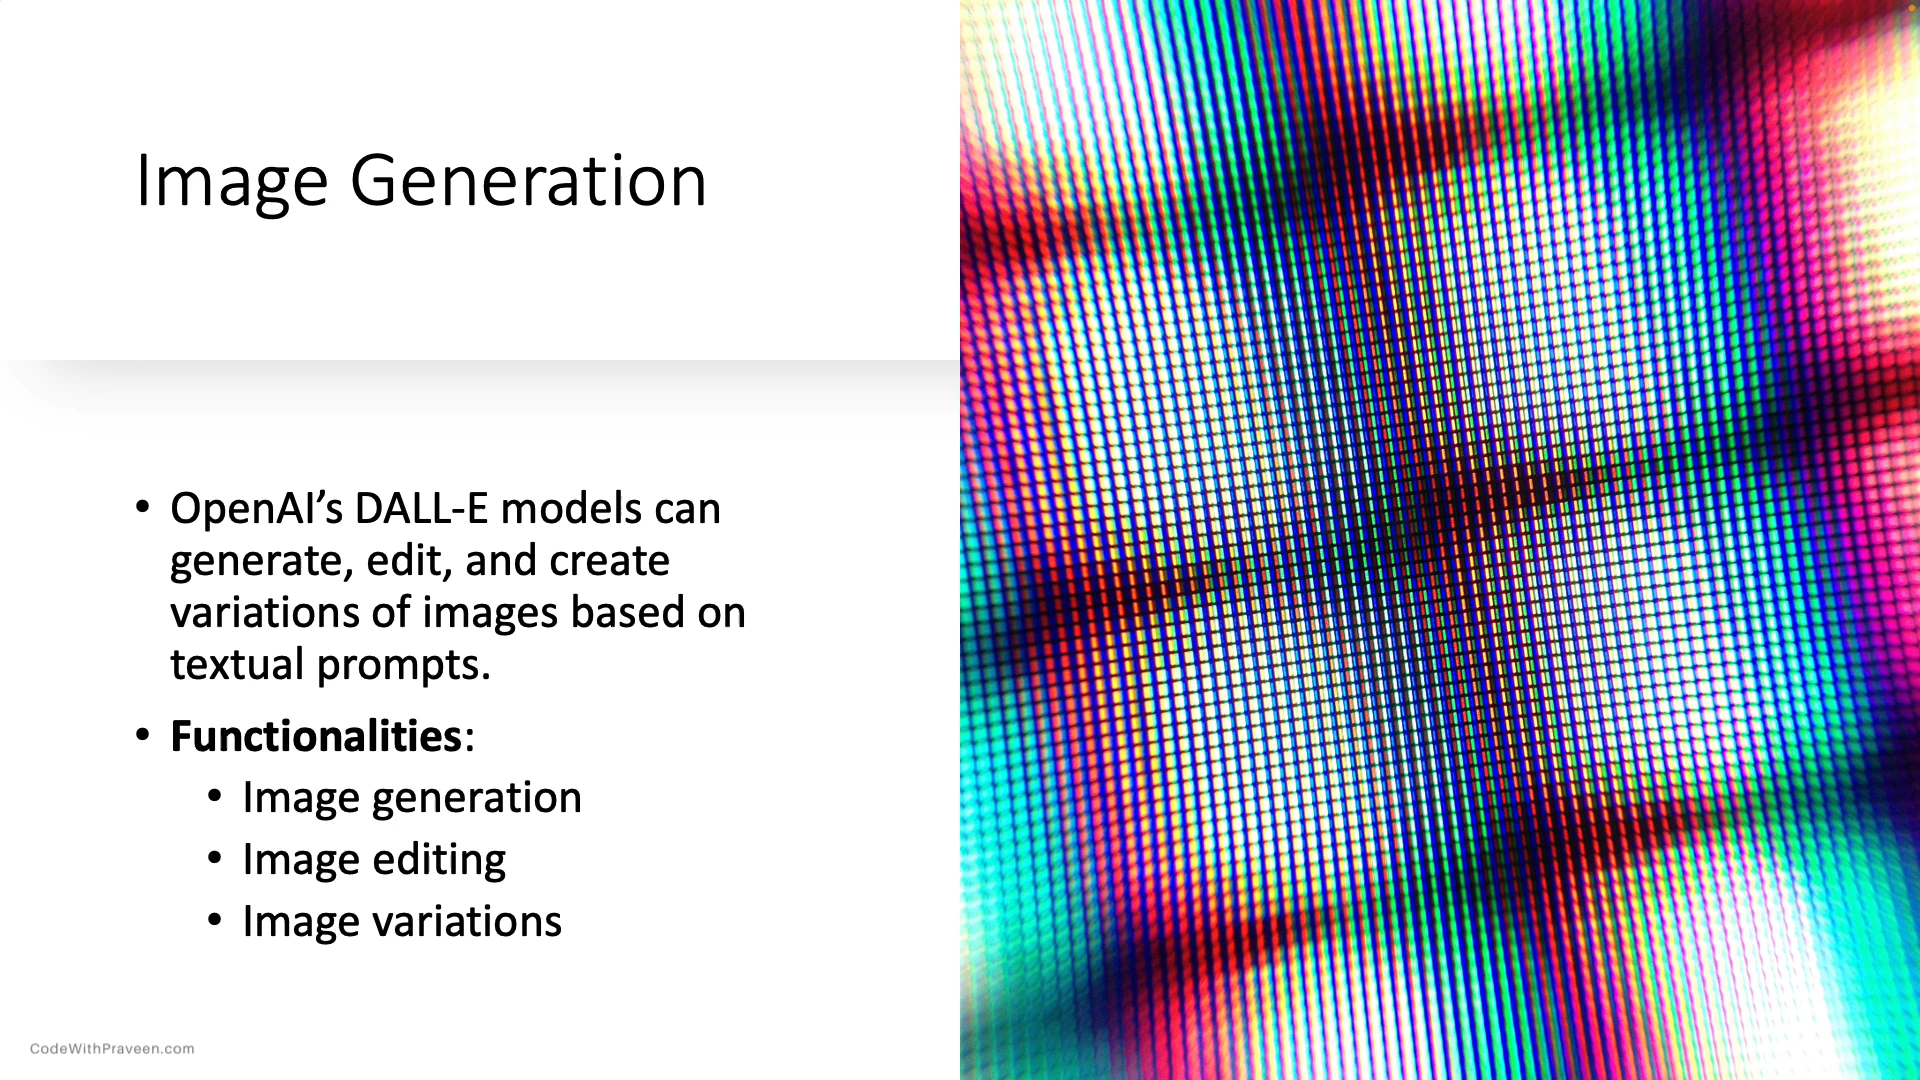 Image Generation
• OpenAI’s DALL-E models can
generate, edit, and create
variations of images based on
textual prompts.
• Functionalities:
• Image generation
• Image editing
• Image variations
CodeWithPraveen.com